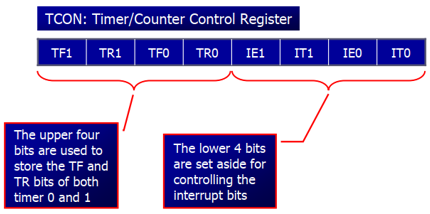 TCON: Timer/Counter Control Register
TF1 TR1 TF0 TR0 IE1 IT1 IE0 IT0
The upper four
bits are used to
store the TF and
TR bits of both
timer 0 and 1
The lower 4 bits
are set aside for
controlling the
interrupt bits